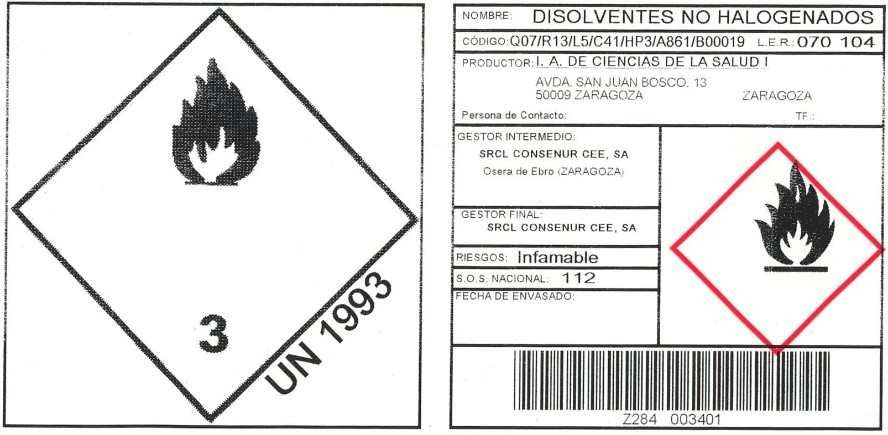 3
UN 1993
NOMBRE: DISOLVENTES NO HALOGENADOS
CÓDIGO: Q07/R13/L5/C41/HP3/A861/B00019 L.E.R.: 070 104
PRODUCTOR: I. A. DE CIENCIAS DE LA SALUD I
AVDA. SAN JUAN BOSCO. 13
50009 ZARAGOZA ZARAGOZA
Persona de Contacto: TF.:
GESTOR INTERMEDIO:
SRCL CONSENUR CEE, SA
Osera de Ebro (ZARAGOZA)
GESTOR FINAL:
SRCL CONSENUR CEE, SA
RIESGOS: Infamable
S.O.S. NACIONAL: 112
FECHA DE ENVASADO:
Z284 003401